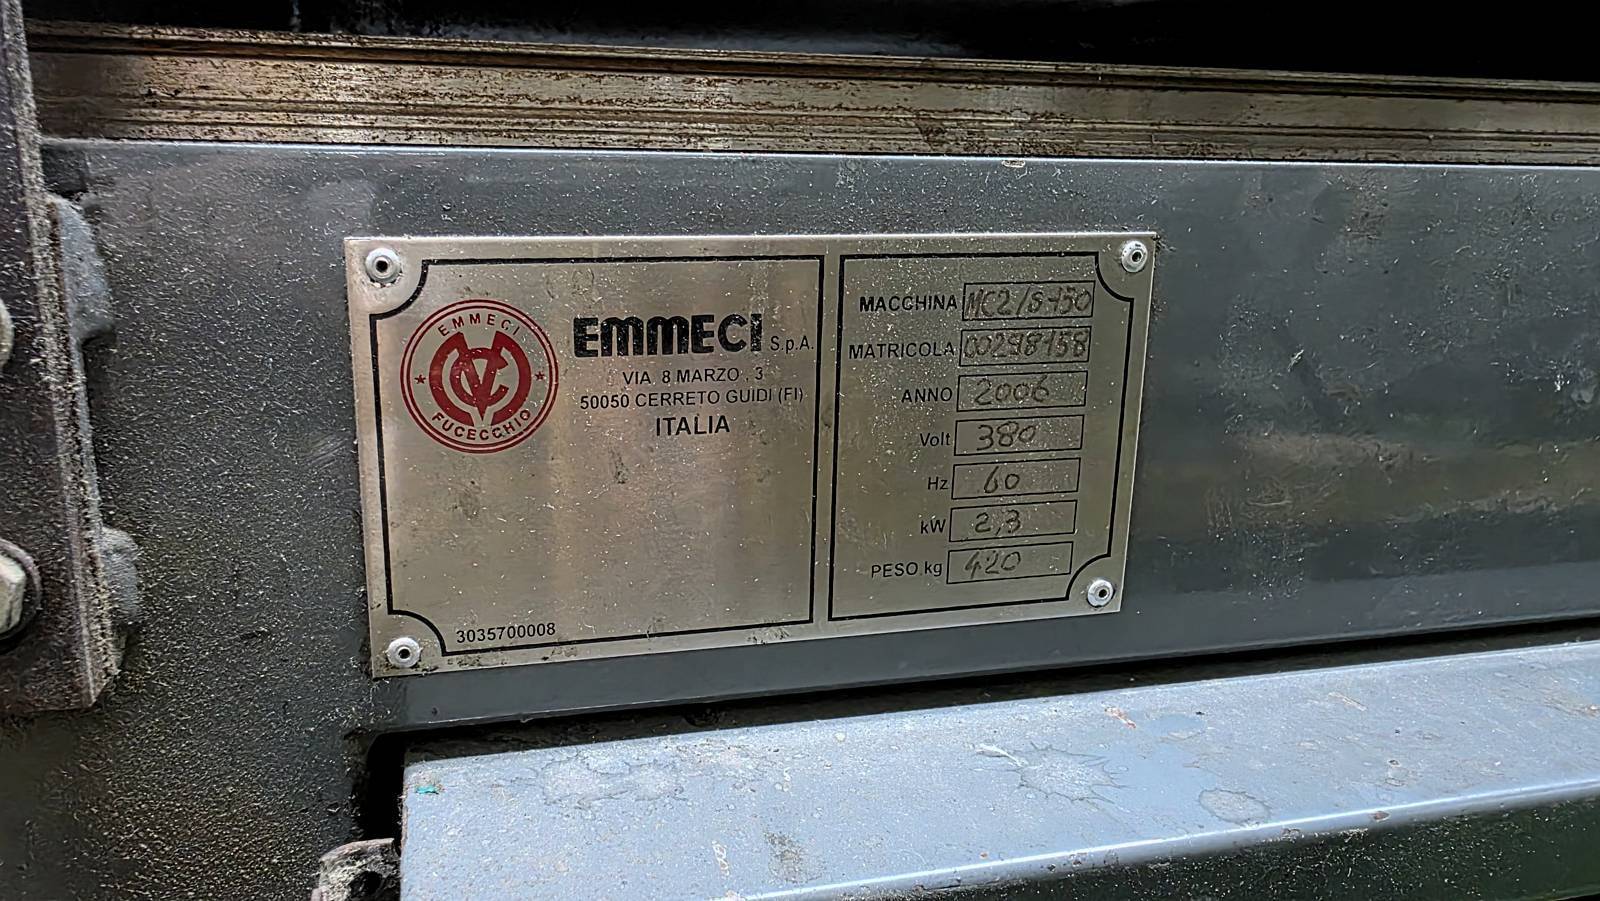 EMMECI
FUCECCHIO
EMMECI S.p.A.
VIA 8 MARZO , 3
50050 CERRETO GUIDI (FI)
ITALIA
3035700008
MACCHINA MC2/S-130
MATRICOLA 00298158
ANNO 2006
Volt 380
Hz 60
kW 2,3
PESO kg 420